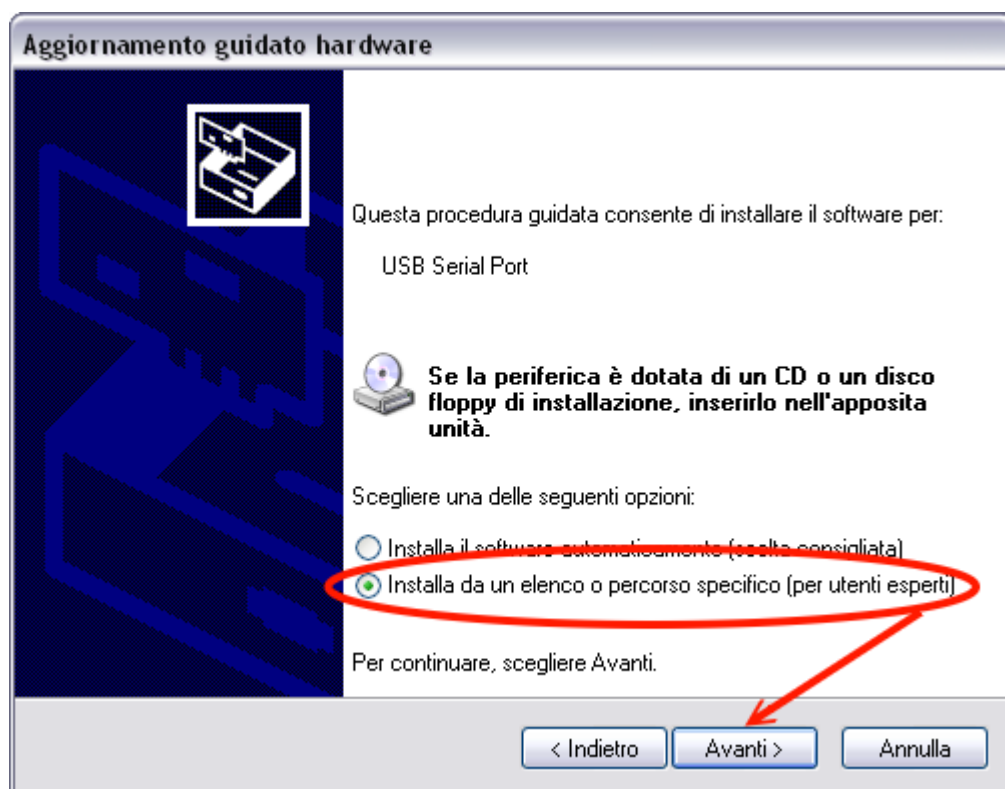 Aggiornamento guidato hardware
Questa procedura guidata consente di installare il software per:
USB Serial Port
Se la periferica è dotata di un CD o un disco
floppy di installazione, inserirlo nell'apposita
unità.
Scegliere una delle seguenti opzioni:
Installa il software automaticamente (scelta consigliata)
Installa da un elenco o percorso specifico (per utenti esperti)
Per continuare, scegliere Avanti.
< Indietro
Avanti >
Annulla